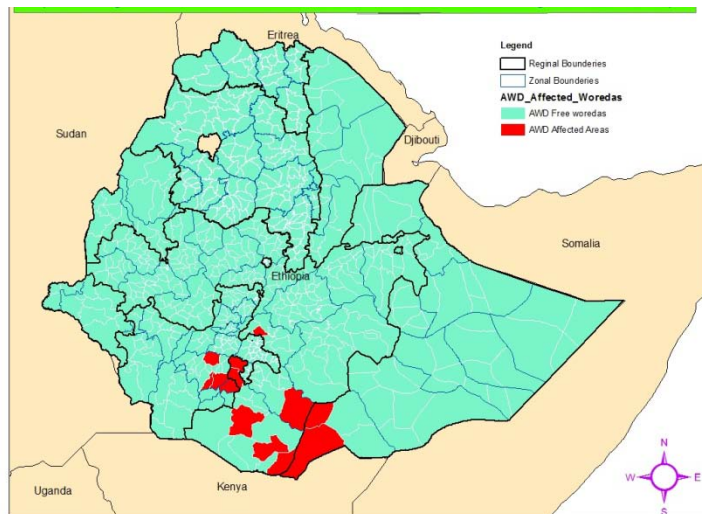 Eritrea
Legend
Reginal Bounderies
Zonal Bounderies
AWD_Affected_Woredas
AWD Free woredas
AWD Affected Areas
Sudan
Djibouti
Somalia
Ethiopia
Uganda
Kenya
N
W
E
S